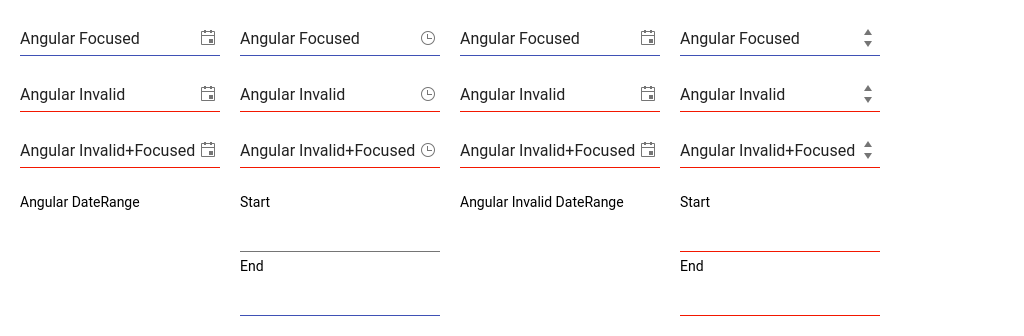 Angular Focused Angular Focused Angular Focused Angular Focused
Angular Invalid Angular Invalid Angular Invalid Angular Invalid
Angular Invalid+Focused Angular Invalid+Focused Angular Invalid+Focused Angular Invalid+Focused
Angular DateRange Start Angular Invalid DateRange Start
End End